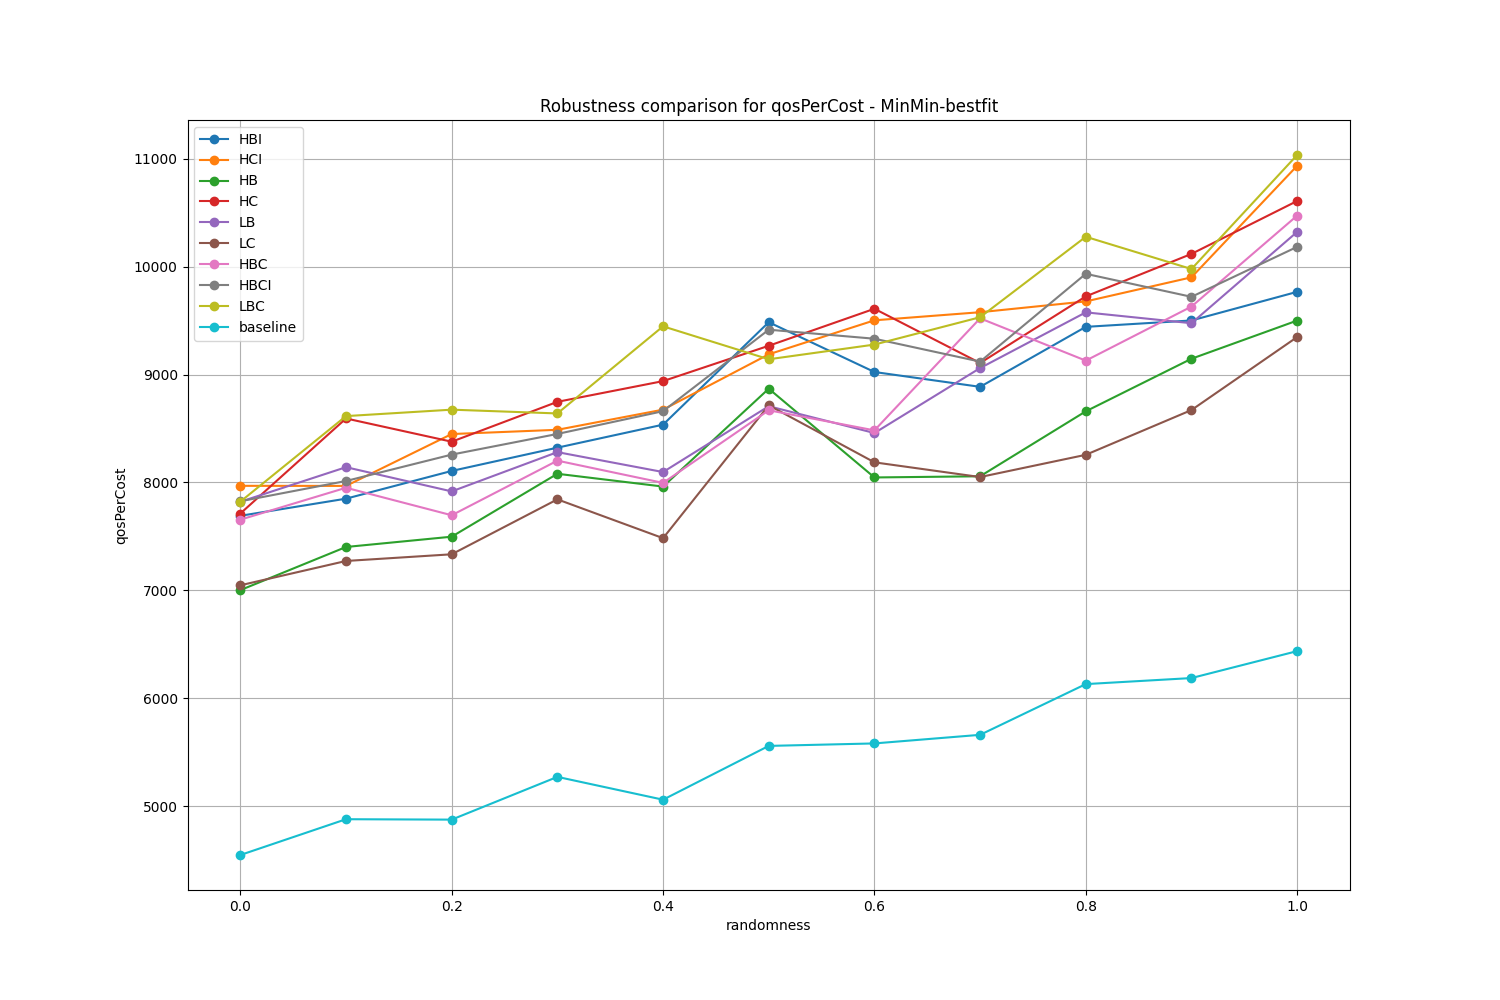 Robustness comparison for qosPerCost - MinMin-bestfit
HBI
HCI
HB
HC
LB
LC
HBC
HBCI
LBC
baseline
11000
10000
9000
8000
7000
6000
5000
qosPerCost
0.0
0.2
0.4
0.6
0.8
1.0
randomness